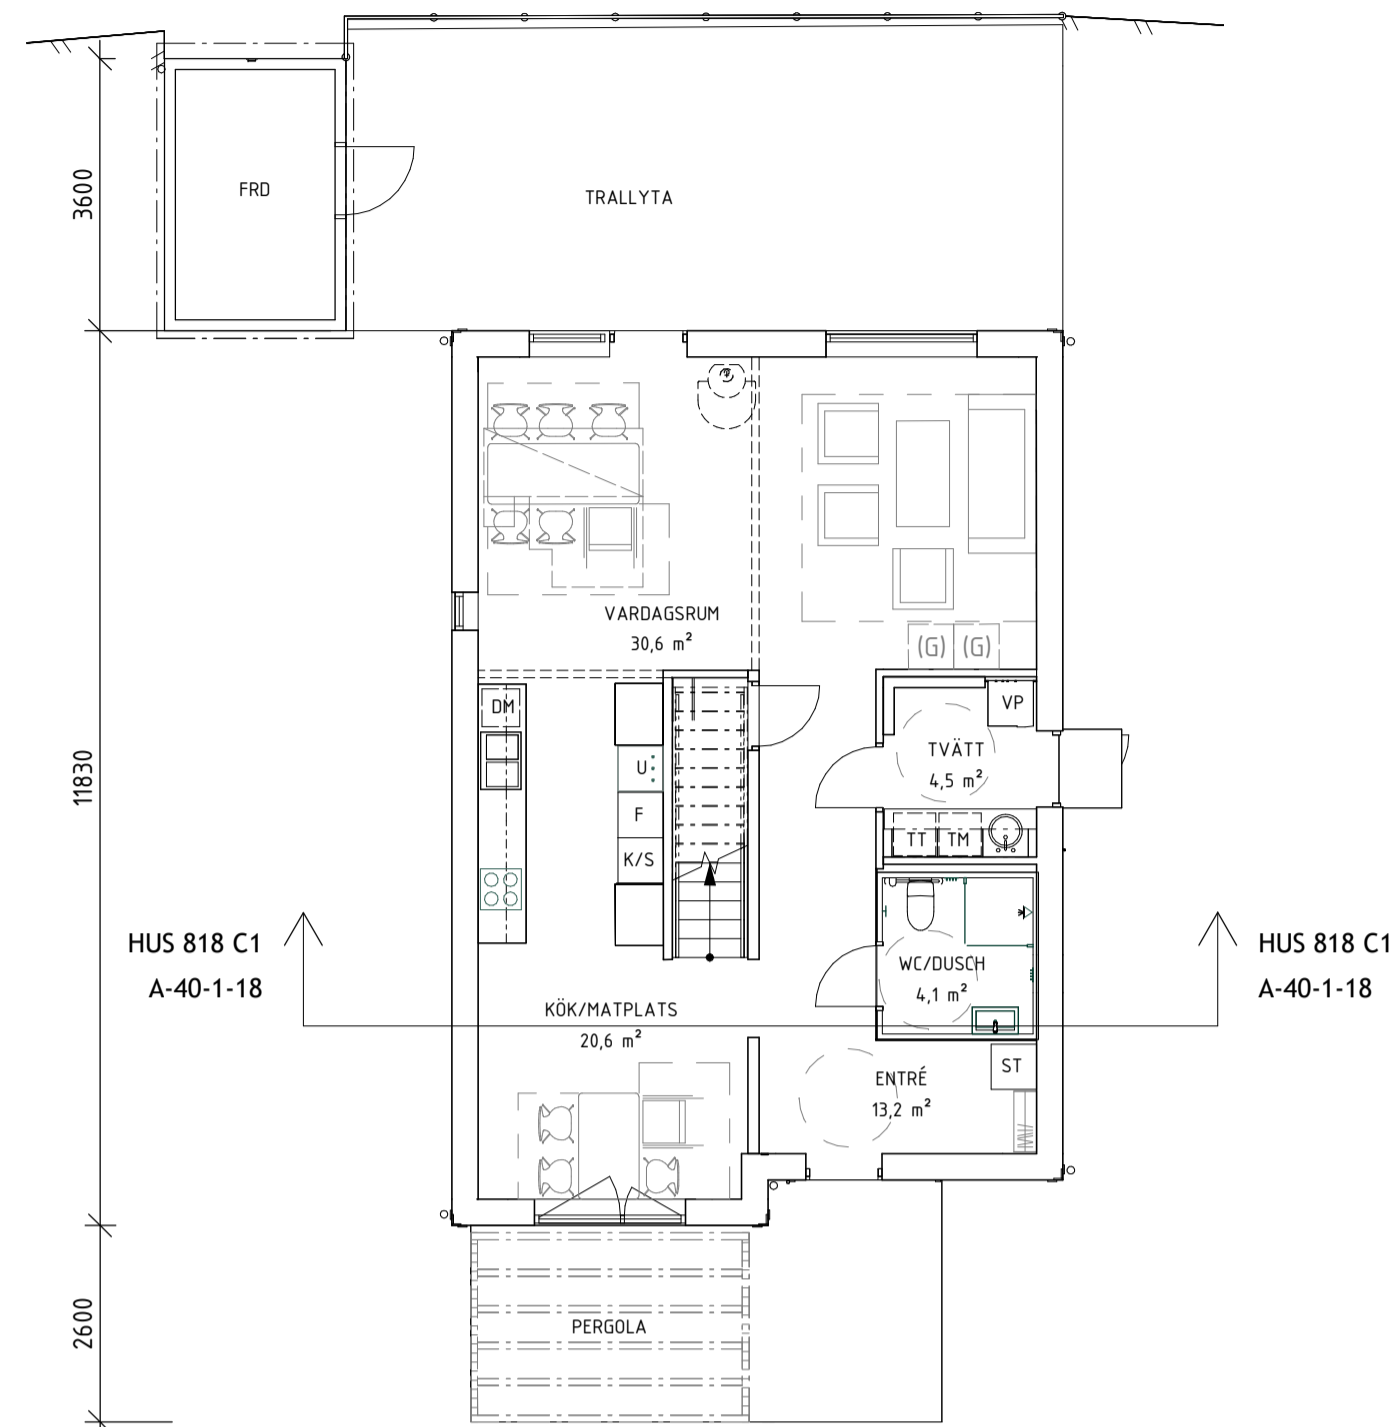 3600
FRD
TRALLYTA
11830
VARDAGSRUM
30,6 m²
(G) (G)
DM
VP
U
TVÄTT
4,5 m²
F
TT TM
K/S
HUS 818 C1
A-40-1-18
WC/DUSCH
4,1 m²
HUS 818 C1
A-40-1-18
KÖK/MATPLATS
20,6 m²
ST
ENTRÉ
13,2 m²
2600
PERGOLA